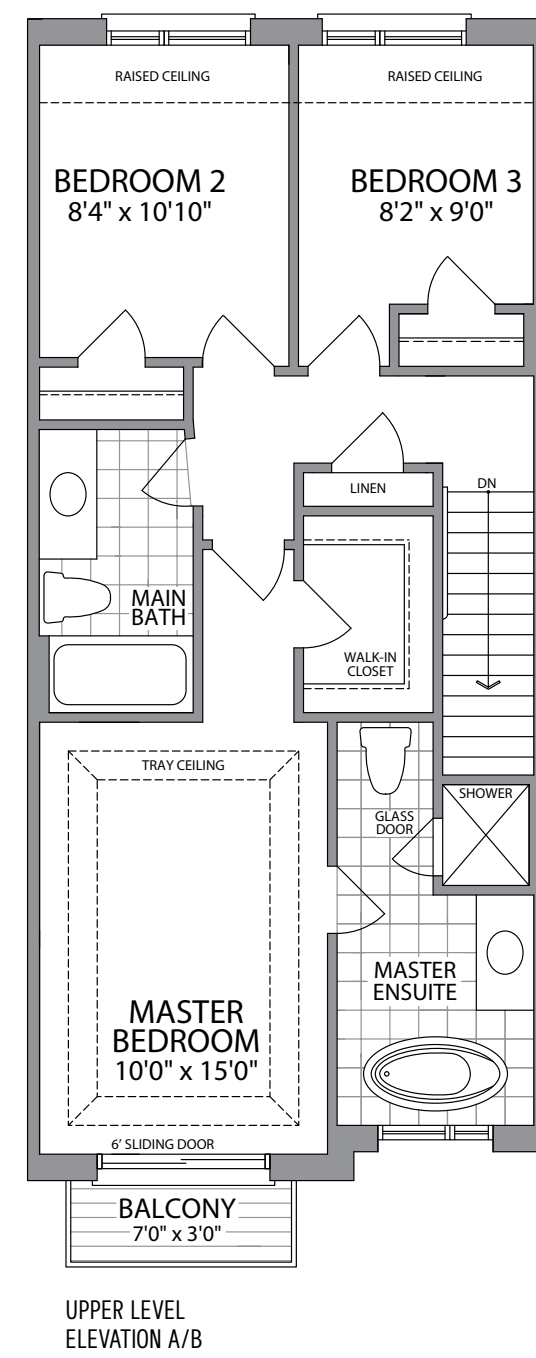 RAISED CEILING
RAISED CEILING
BEDROOM 2
8'4" x 10'10"
BEDROOM 3
8'2" x 9'0"
LINEN
DN
MAIN
BATH
WALK-IN
CLOSET
TRAY CEILING
SHOWER
GLASS
DOOR
MASTER
ENSUITE
MASTER
BEDROOM
10'0" x 15'0"
6' SLIDING DOOR
BALCONY
7'0" x 3'0"
UPPER LEVEL
ELEVATION A/B